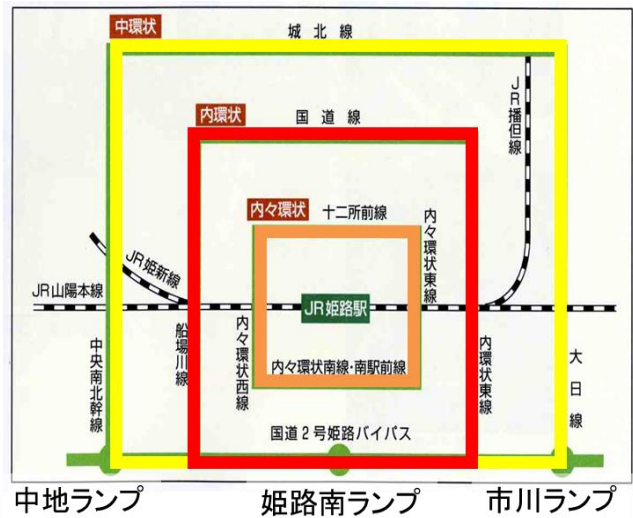 中環状
城北線
内環状
国道線
JR播但線
内々環状
十二所前線
内々環状東線
JR姫新線
JR山陽本線
JR姫路駅
中央南北幹線
船場川線
内々環状西線
内々環状南線・南駅前線
内環状東線
大日線
国道2号姫路バイパス
中地ランプ
姫路南ランプ
市川ランプ